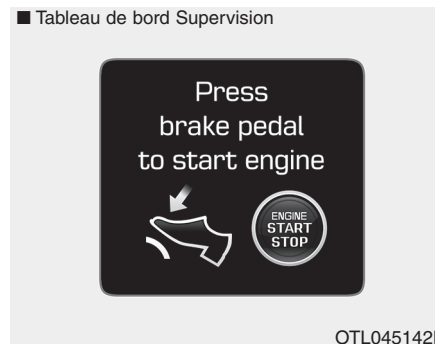 ■ Tableau de bord Supervision
Press
brake pedal
to start engine
ENGINE
START
STOP
OTL045142